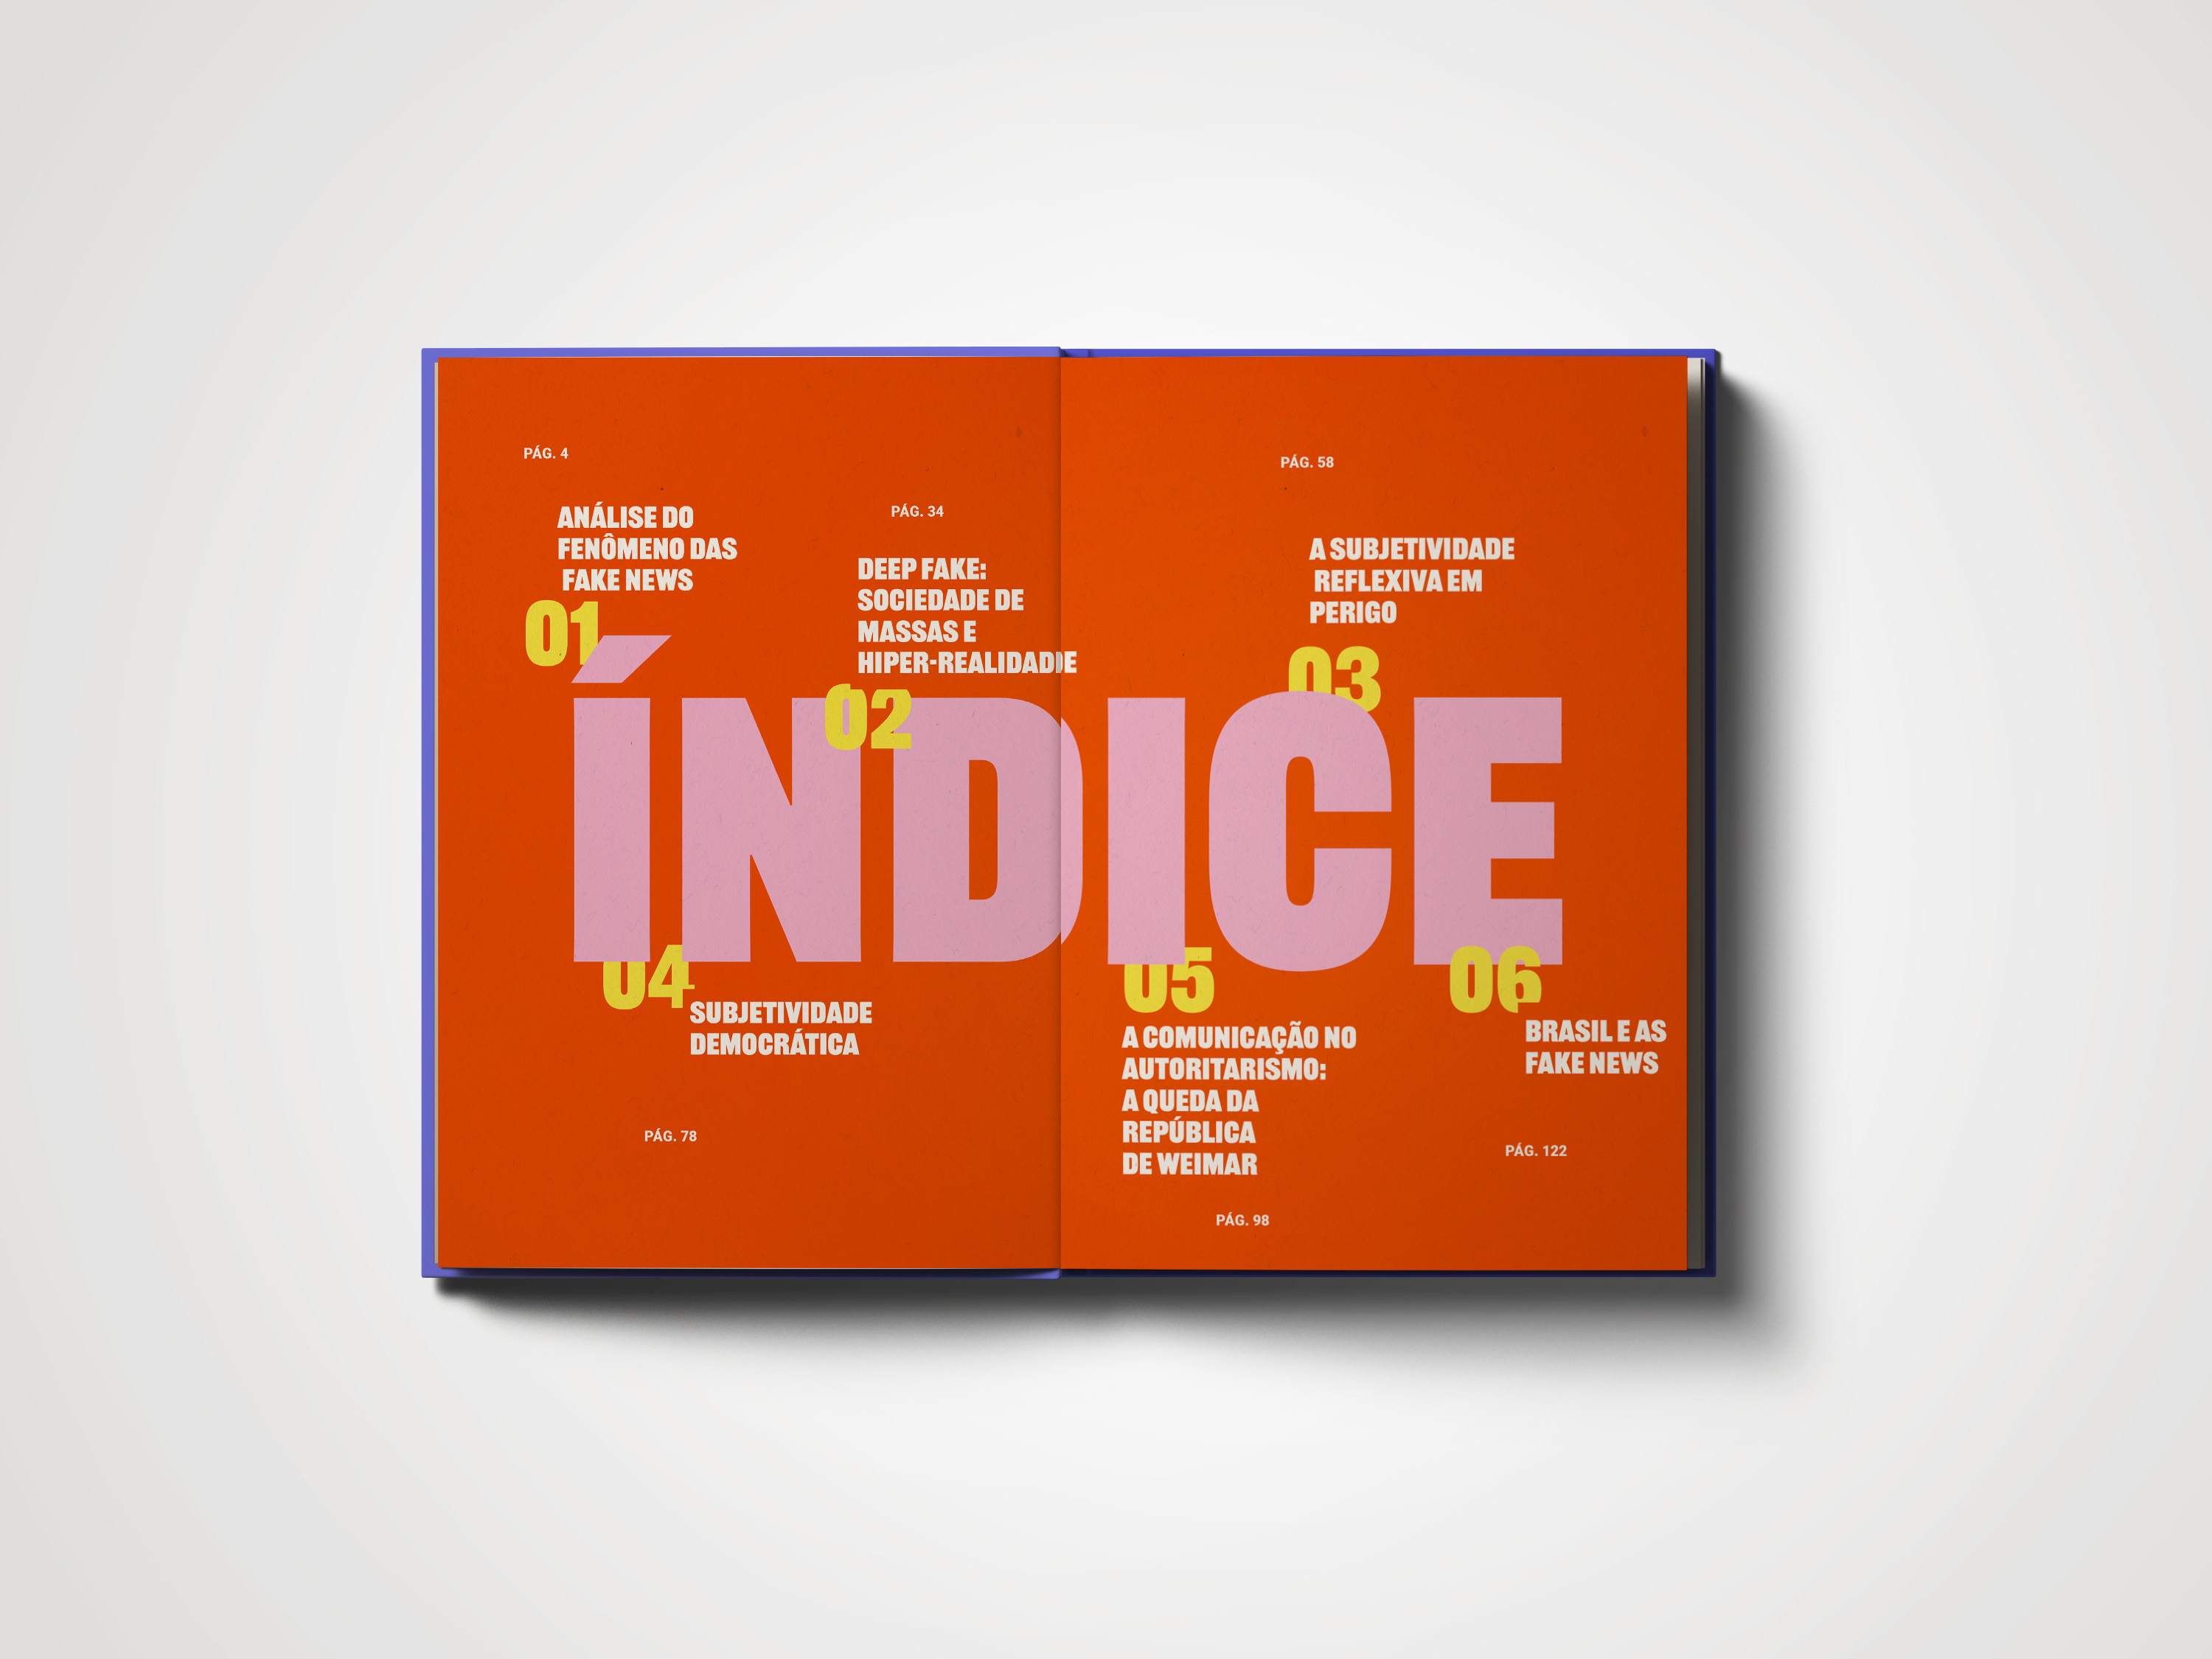 PÁG. 4
ANÁLISE DO
FENÔMENO DAS
FAKE NEWS
01
PÁG. 34
DEEP FAKE:
SOCIEDADE DE
MASSAS E
HIPER-REALIDADE
02
PÁG. 58
A SUBJETIVIDADE
REFLEXIVA EM
PERIGO
03
ÍNDICE
04
SUBJETIVIDADE
DEMOCRÁTICA
PÁG. 78
05
A COMUNICAÇÃO NO
AUTORITARISMO:
A QUEDA DA
REPÚBLICA
DE WEIMAR
PÁG. 98
06
BRASIL E AS
FAKE NEWS
PÁG. 122